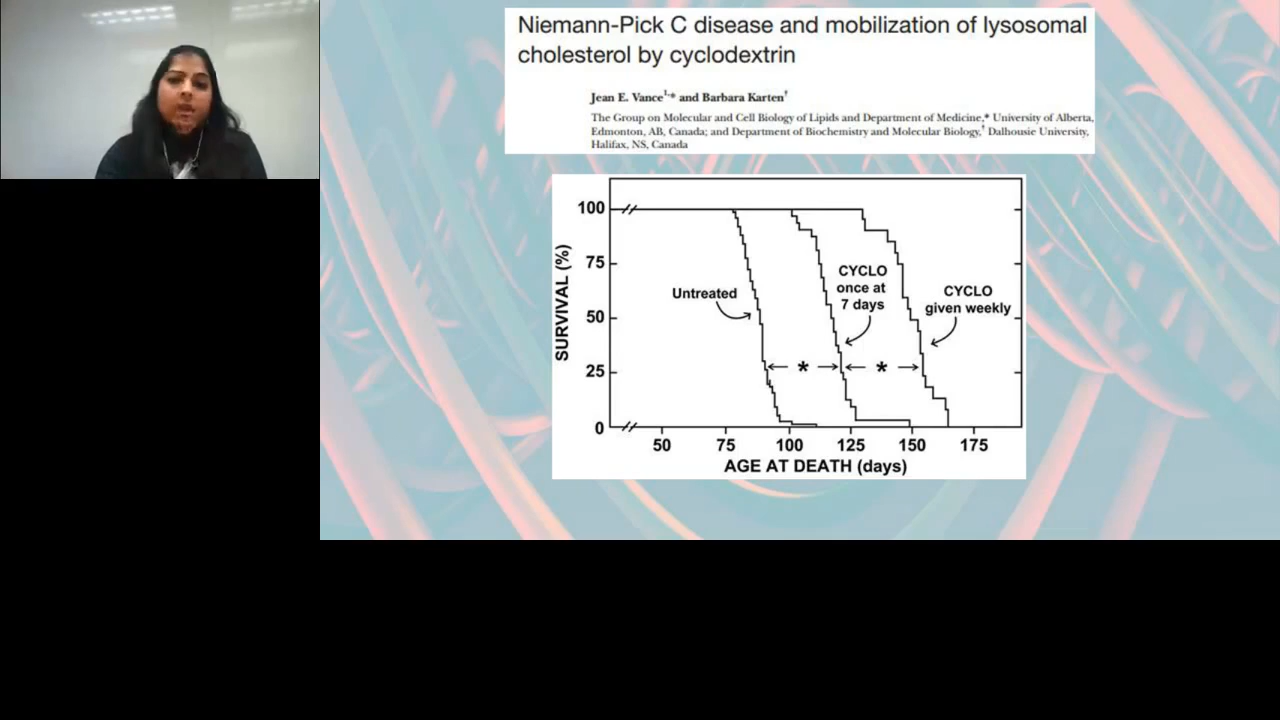 Niemann-Pick C disease and mobilization of lysosomal
cholesterol by cyclodextrin
Jean E. Vance1,* and Barbara Karten†
The Group on Molecular and Cell Biology of Lipids and Department of Medicine,* University of Alberta,
Edmonton, AB, Canada; and Department of Biochemistry and Molecular Biology,† Dalhousie University,
Halifax, NS, Canada
100
75
50
25
0
SURVIVAL (%)
Untreated
CYCLO
once at
7 days
CYCLO
given weekly
* *
50 75 100 125 150 175
AGE AT DEATH (days)